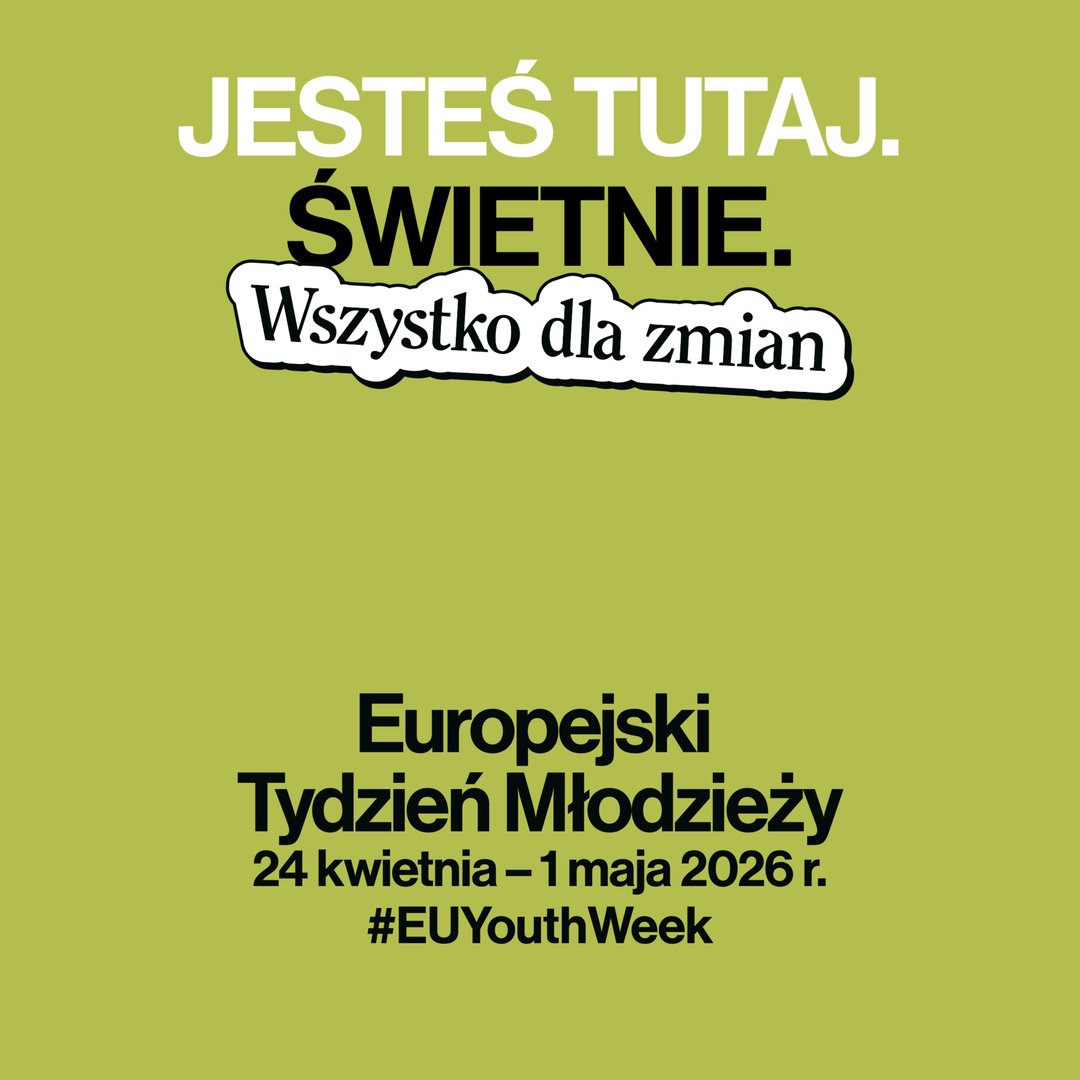 JESTEŚ TUTAJ.
ŚWIETNIE.
Wszystko dla zmian
Europejski
Tydzień Młodzieży
24 kwietnia – 1 maja 2026 r.
#EUYouthWeek